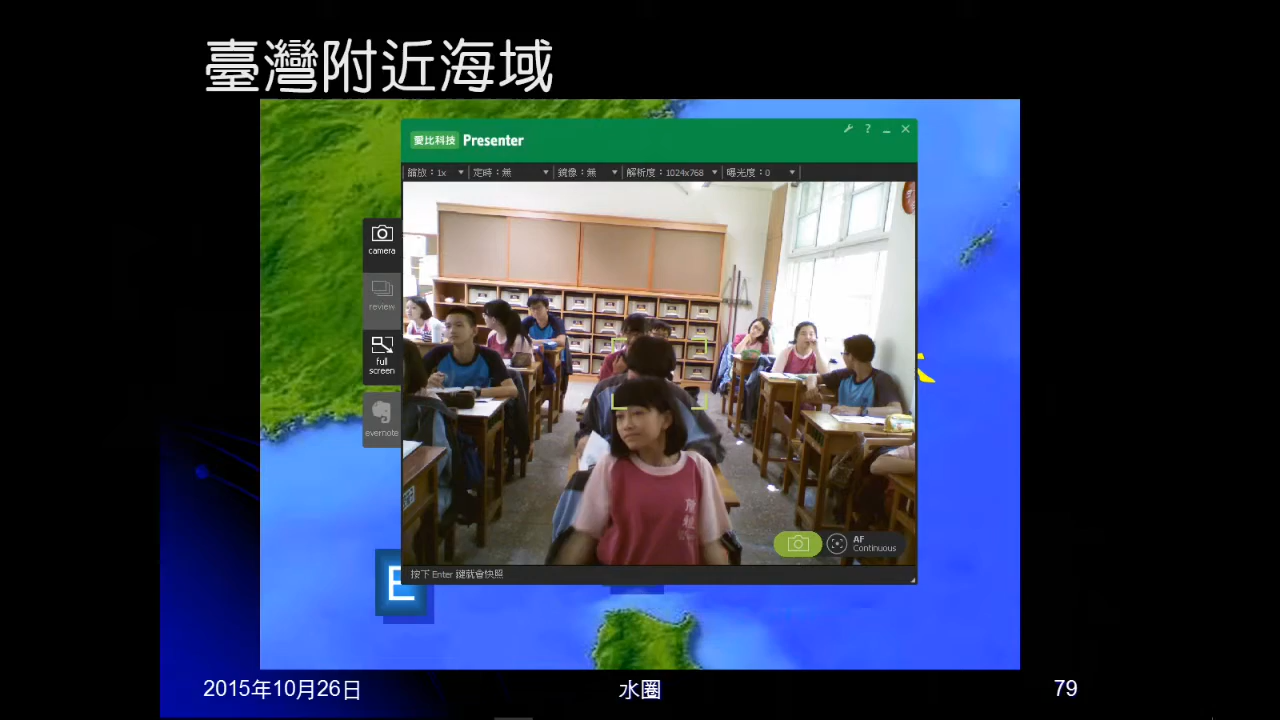 臺灣附近海域
愛比科技 Presenter
縮放：1x 定時：無 鏡像：無 解析度：1024x768 曝光度：0
camera
review
full
screen
evernote
AF
Continuous
按下 Enter 鍵就會快照
E
2015年10月26日 水圈 79